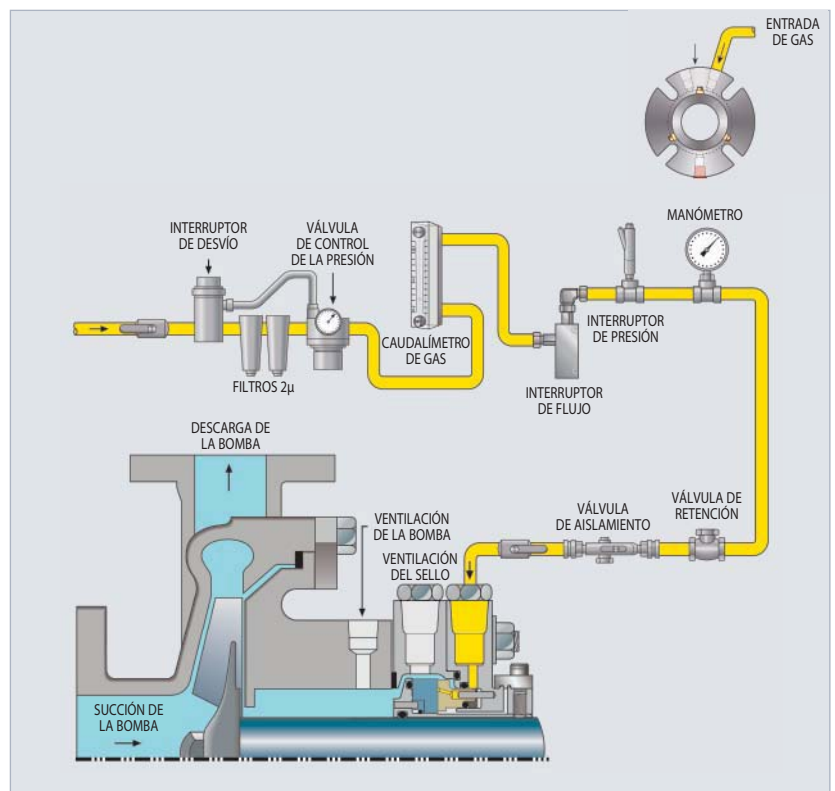 ENTRADA
DE GAS
MANÓMETRO
INTERRUPTOR
DE DESVÍO
VÁLVULA
DE CONTROL
DE LA PRESIÓN
CAUDALÍMETRO
DE GAS
INTERRUPTOR
DE PRESIÓN
FILTROS 2µ
INTERRUPTOR
DE FLUJO
DESCARGA DE
LA BOMBA
VENTILACIÓN
DE LA BOMBA
VENTILACIÓN
DEL SELLO
VÁLVULA
DE AISLAMIENTO
VÁLVULA DE
RETENCIÓN
SUCCIÓN DE
LA BOMBA